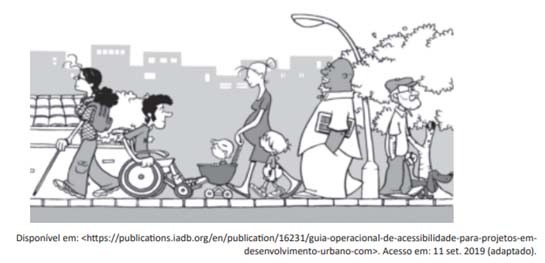 Disponível em: <https://publications.iadb.org/en/publication/16231/guia-operacional-de-acessibilidade-para-projetos-em-
desenvolvimento-urbano-com>. Acesso em: 11 set. 2019 (adaptado).